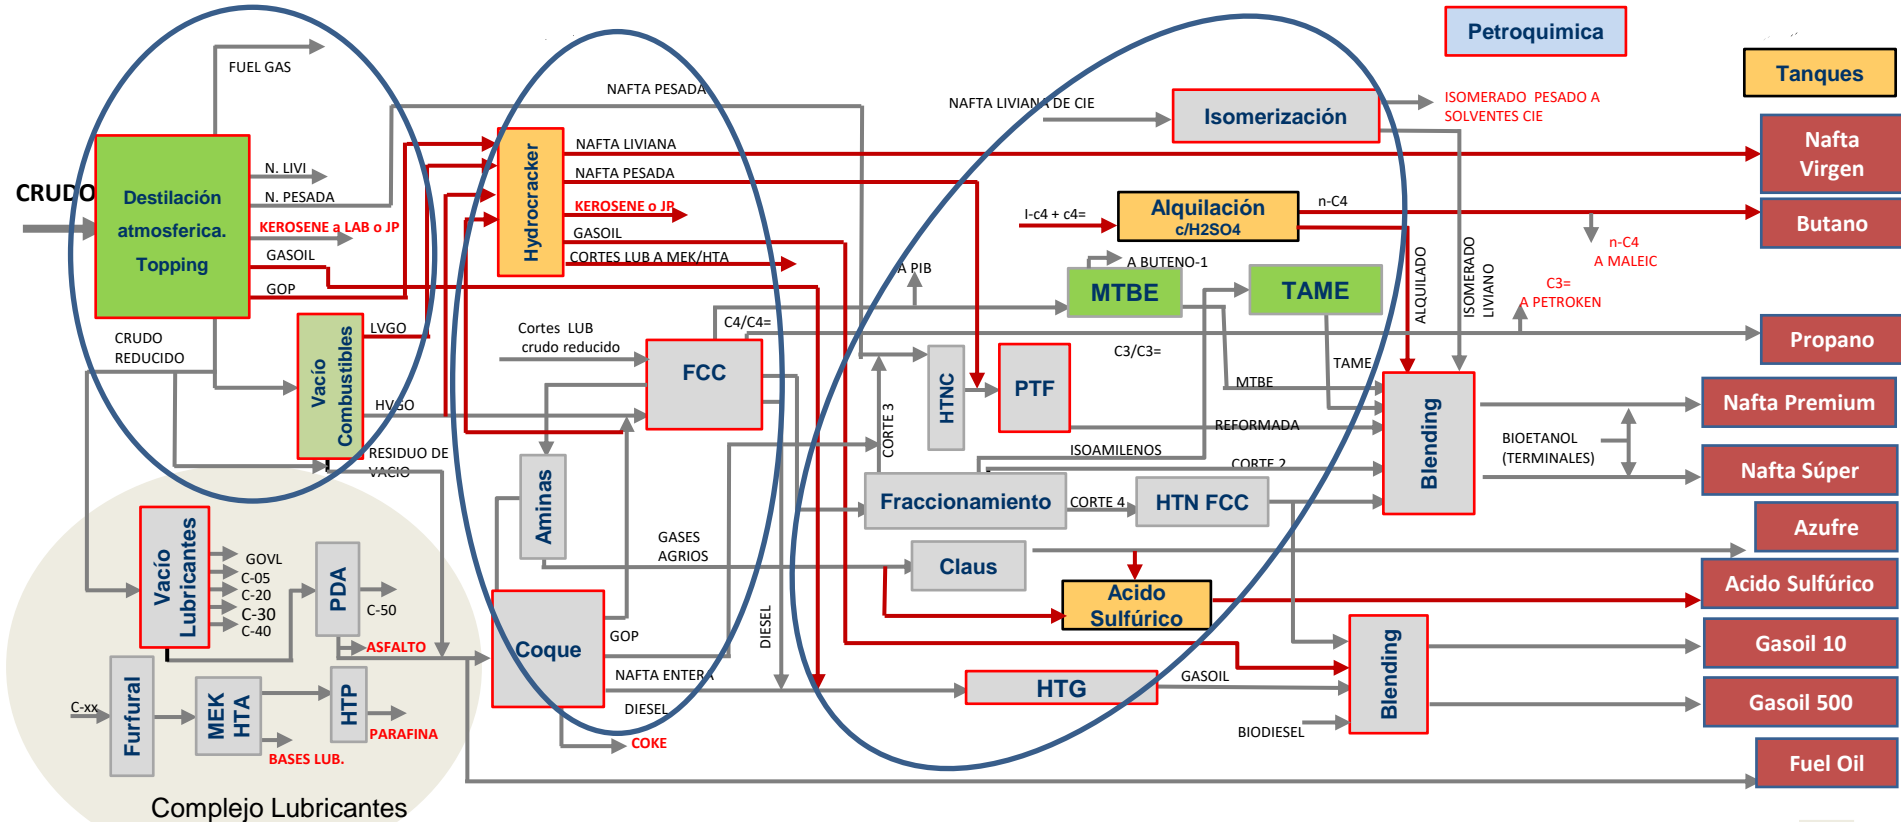 Petroquimica
Tanques
FUEL GAS
NAFTA PESADA
NAFTA LIVIANA DE CIE
Isomerización
ISOMERADO PESADO A
SOLVENTES CIE
Nafta
Virgen
CRUDO
Destilación
atmosferica.
Topping
N. LIVI
N. PESADA
KEROSENE a LAB o JP
GASOIL
GOP
Hydrocracker
NAFTA LIVIANA
NAFTA PESADA
KEROSENE o JP
GASOIL
CORTES LUB A MEK/HTA
I-c4 + c4=
Alquilación
c/H2SO4
n-C4
Butano
n-C4
A MALEIC
C3=
A PETROKEN
ALQUILADO
ISOMERADO
LIVIANO
A PIB
A BUTENO-1
MTBE
TAME
CRUDO
REDUCIDO
Vacío
Combustibles
LVGO
HVGO
RESIDUO DE
VACIO
Cortes LUB
crudo reducido
C4/C4=
FCC
C3/C3=
Propano
HTNC
PTF
MTBE
TAME
REFORMADA
Blending
Nafta Premium
BIOETANOL
(TERMINALES)
Nafta Súper
CORTE 3
ISOAMILENOS
CORTE 2
Fraccionamiento
CORTE 4
HTN FCC
Aminas
GASES
AGRIOS
Claus
Azufre
Acido
Sulfúrico
Acido Sulfúrico
Vacío
Lubricantes
GOVL
C-05
C-20
C-30
C-40
PDA
C-50
ASFALTO
Coque
GOP
NAFTA ENTERA
DIESEL
DIESEL
COKE
HTG
GASOIL
BIODIESEL
Blending
Gasoil 10
Gasoil 500
Fuel Oil
C-xx
Furfural
MEK
HTA
HTP
PARAFINA
BASES LUB.
Complejo Lubricantes